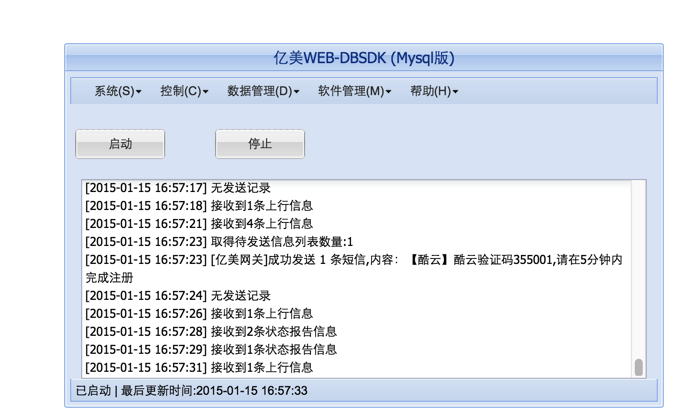 亿美WEB-DBSDK (Mysql版)
系统(S) 控制(C) 数据管理(D) 软件管理(M) 帮助(H)
启动 停止
[2015-01-15 16:57:17] 无发送记录
[2015-01-15 16:57:18] 接收到1条上行信息
[2015-01-15 16:57:21] 接收到4条上行信息
[2015-01-15 16:57:23] 取得待发送信息列表数量:1
[2015-01-15 16:57:23] [亿美网关]成功发送 1 条短信,内容：【酷云】酷云验证码355001,请在5分钟内
完成注册
[2015-01-15 16:57:24] 无发送记录
[2015-01-15 16:57:26] 接收到1条上行信息
[2015-01-15 16:57:28] 接收到2条状态报告信息
[2015-01-15 16:57:29] 接收到1条状态报告信息
[2015-01-15 16:57:31] 接收到1条上行信息
已启动 | 最后更新时间:2015-01-15 16:57:33